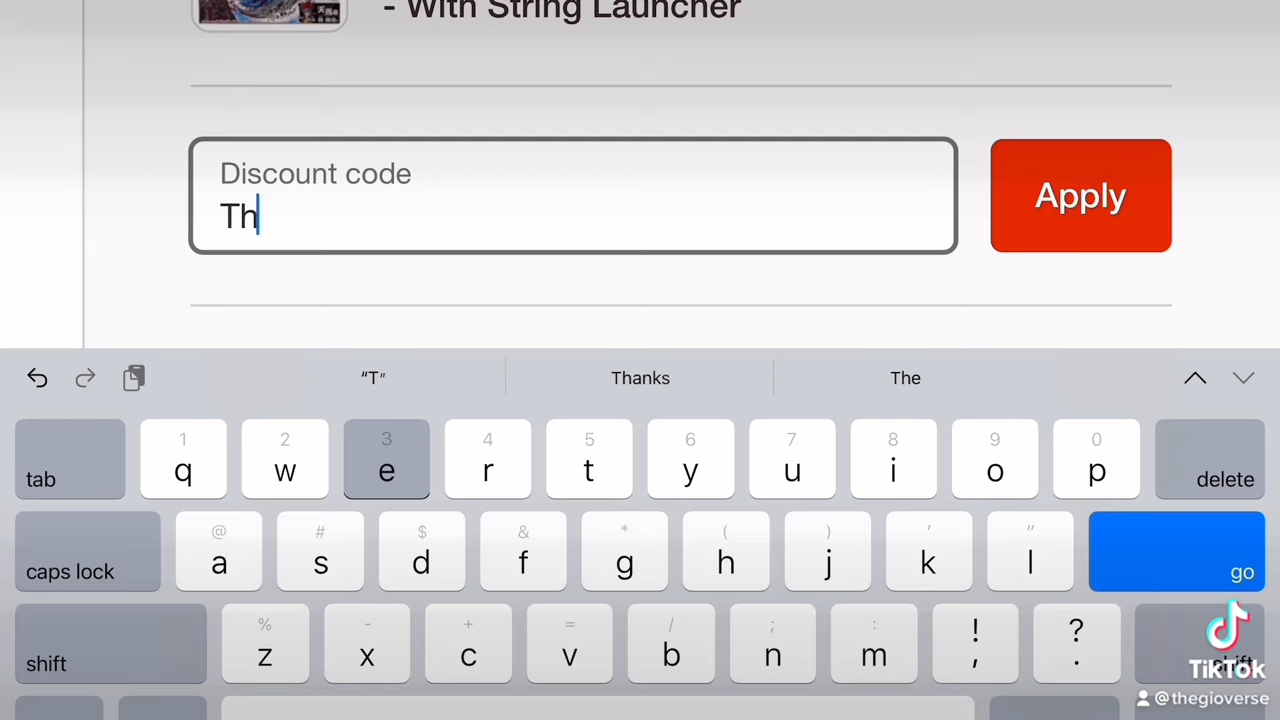 - With String Launcher
Discount code
Th
Apply
“T” Thanks The
tab 1 q 2 w 3 e 4 r 5 t 6 y 7 u 8 i 9 o 0 p delete
caps lock @ a # s $ d & f * g ( h ) j ' k " l go
shift % z - x + c = v / b ; n : m ! , ? . shift
TikTok
@thegioverse